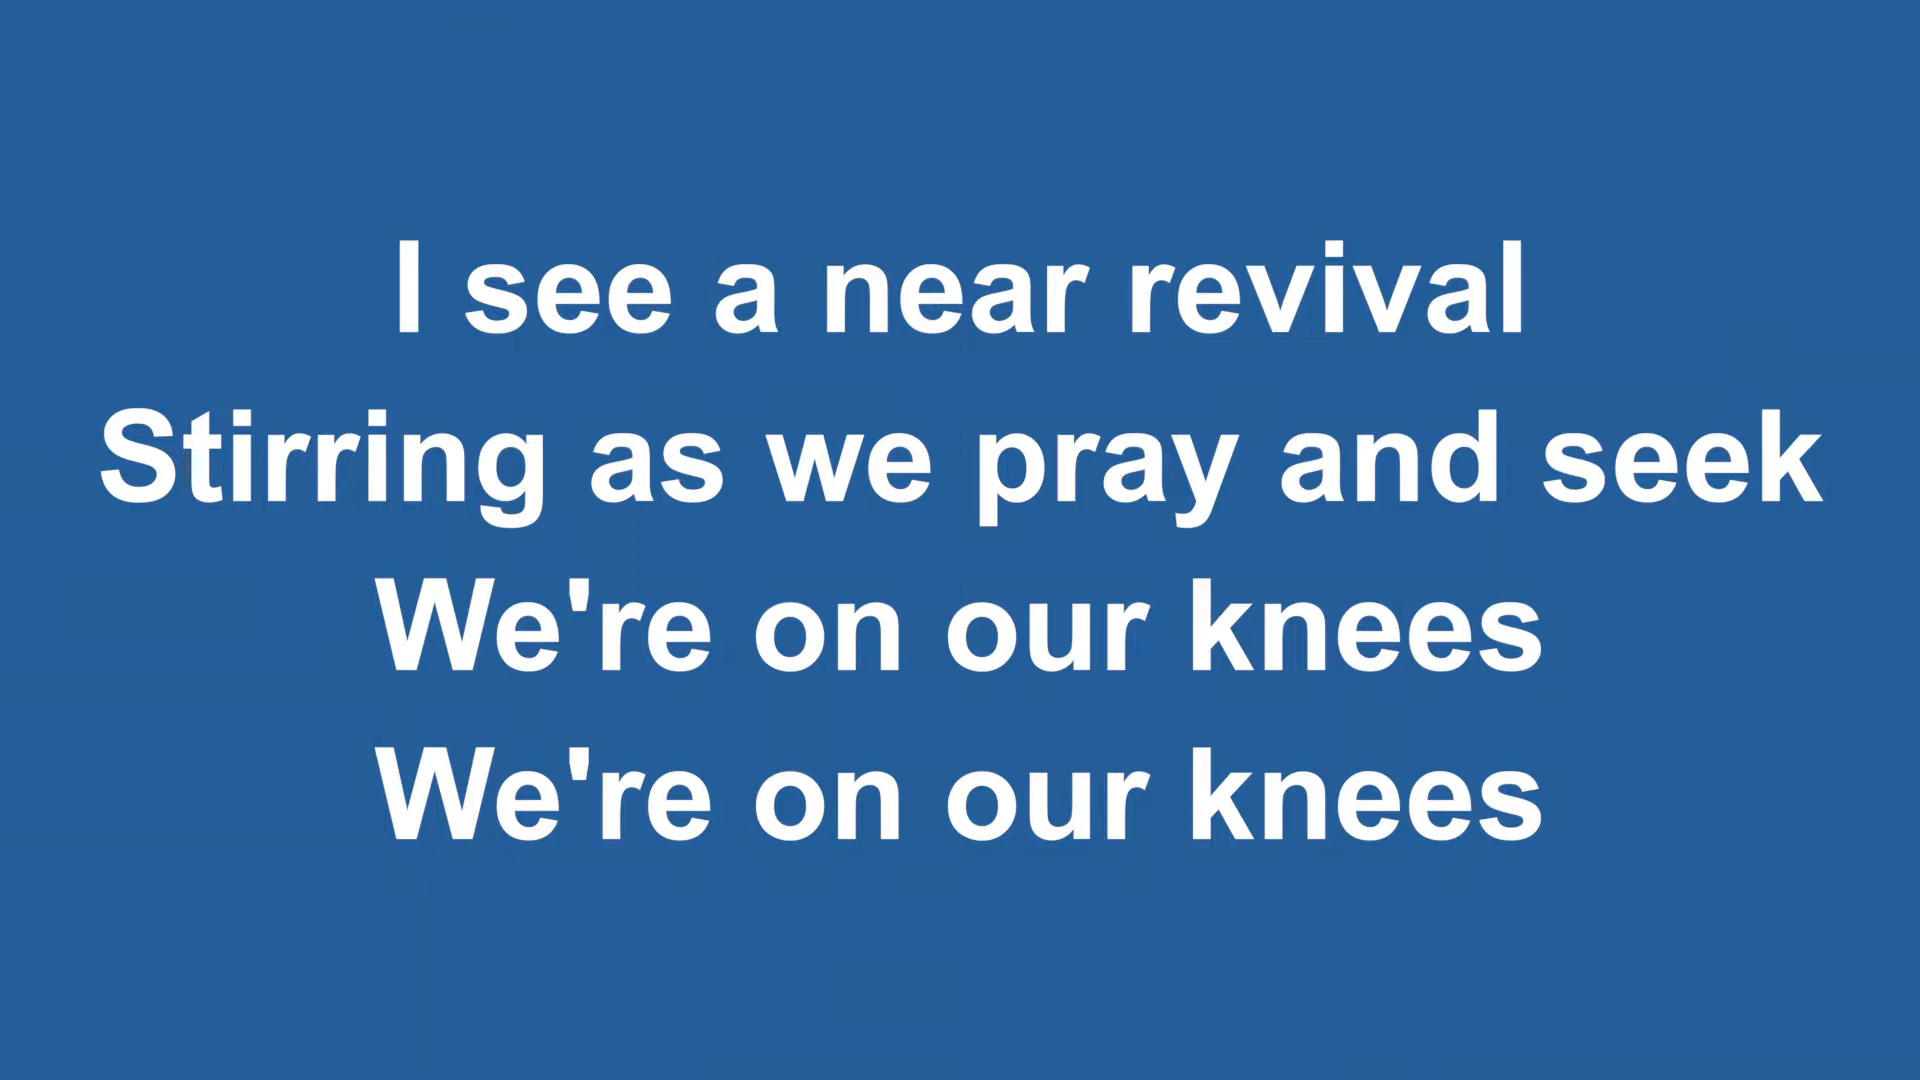 I see a near revival
Stirring as we pray and seek
We're on our knees
We're on our knees